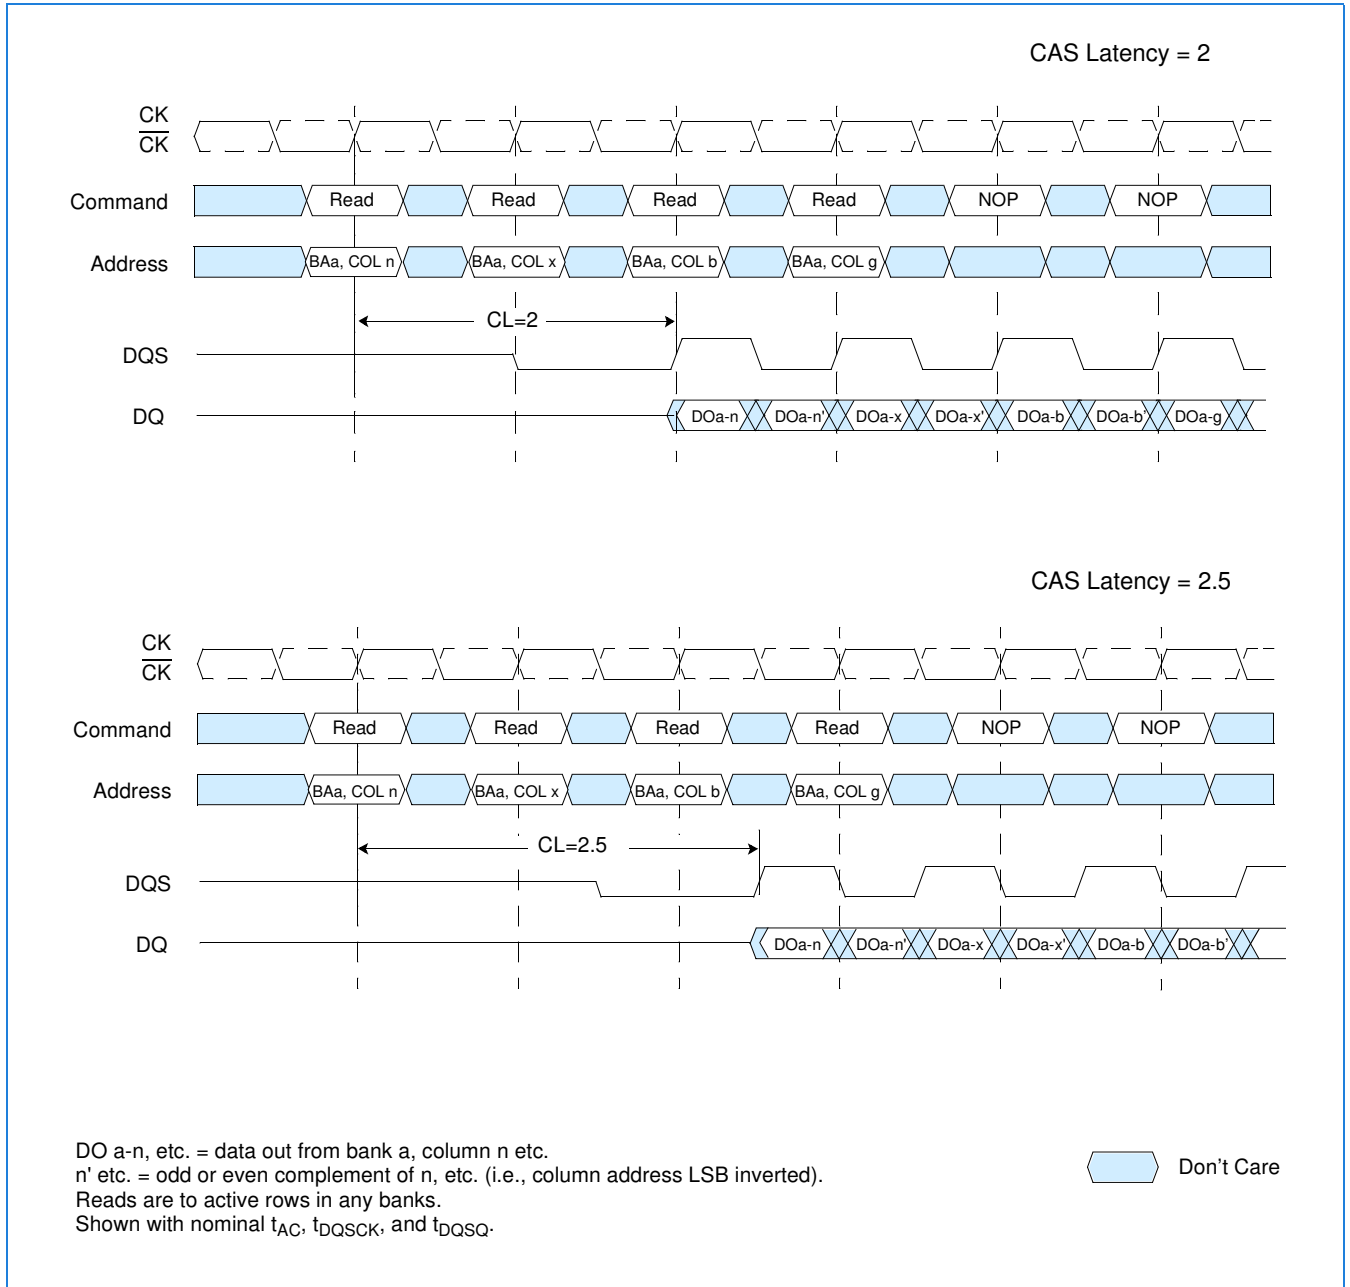 CAS Latency = 2
CK
CK
Command Read Read Read Read NOP NOP
Address BAa, COL n BAa, COL x BAa, COL b BAa, COL g
CL=2
DQS
DQ DOa-n DOa-n' DOa-x DOa-x' DOa-b DOa-b' DOa-g
CAS Latency = 2.5
CK
CK
Command Read Read Read Read NOP NOP
Address BAa, COL n BAa, COL x BAa, COL b BAa, COL g
CL=2.5
DQS
DQ DOa-n DOa-n' DOa-x DOa-x' DOa-b DOa-b'
DO a-n, etc. = data out from bank a, column n etc.
n' etc. = odd or even complement of n, etc. (i.e., column address LSB inverted).
Reads are to active rows in any banks.
Shown with nominal tAC, tDQSCK, and tDQSQ.
Don't Care